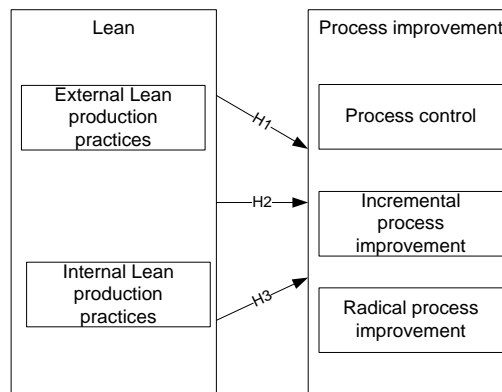 Lean
External Lean
production
practices
Internal Lean
production
practices
H1
H2
H3
Process improvement
Process control
Incremental
process
improvement
Radical process
improvement